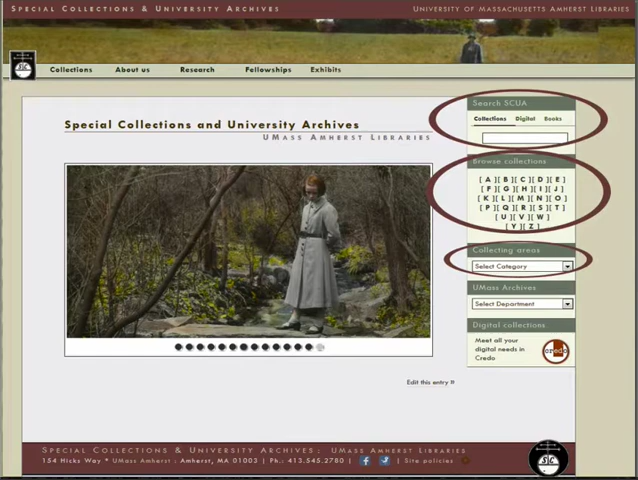 SPECIAL COLLECTIONS & UNIVERSITY ARCHIVES
UNIVERSITY OF MASSACHUSETTS AMHERST LIBRARIES
Collections About us Research Fellowships Exhibits
Special Collections and University Archives
UMASS AMHERST LIBRARIES
Search SCUA
Collections Digital Books
Browse collections
[ A ][ B ][ C ][ D ][ E ]
[ F ][ G ][ H ][ I ][ J ]
[ K ][ L ][ M ][ N ][ O ]
[ P ][ Q ][ R ][ S ][ T ]
[ U ][ V ][ W ]
[ Y ][ Z ]
Collecting areas
Select Category
UMass Archives
Select Department
Digital collections
Meet all your
digital needs in
Credo
credo
Edit this entry »
SPECIAL COLLECTIONS & UNIVERSITY ARCHIVES : UMASS AMHERST LIBRARIES
154 Hicks Way * UMass Amherst : Amherst, MA 01003 | Ph.: 413.545.2780 | | Site policies